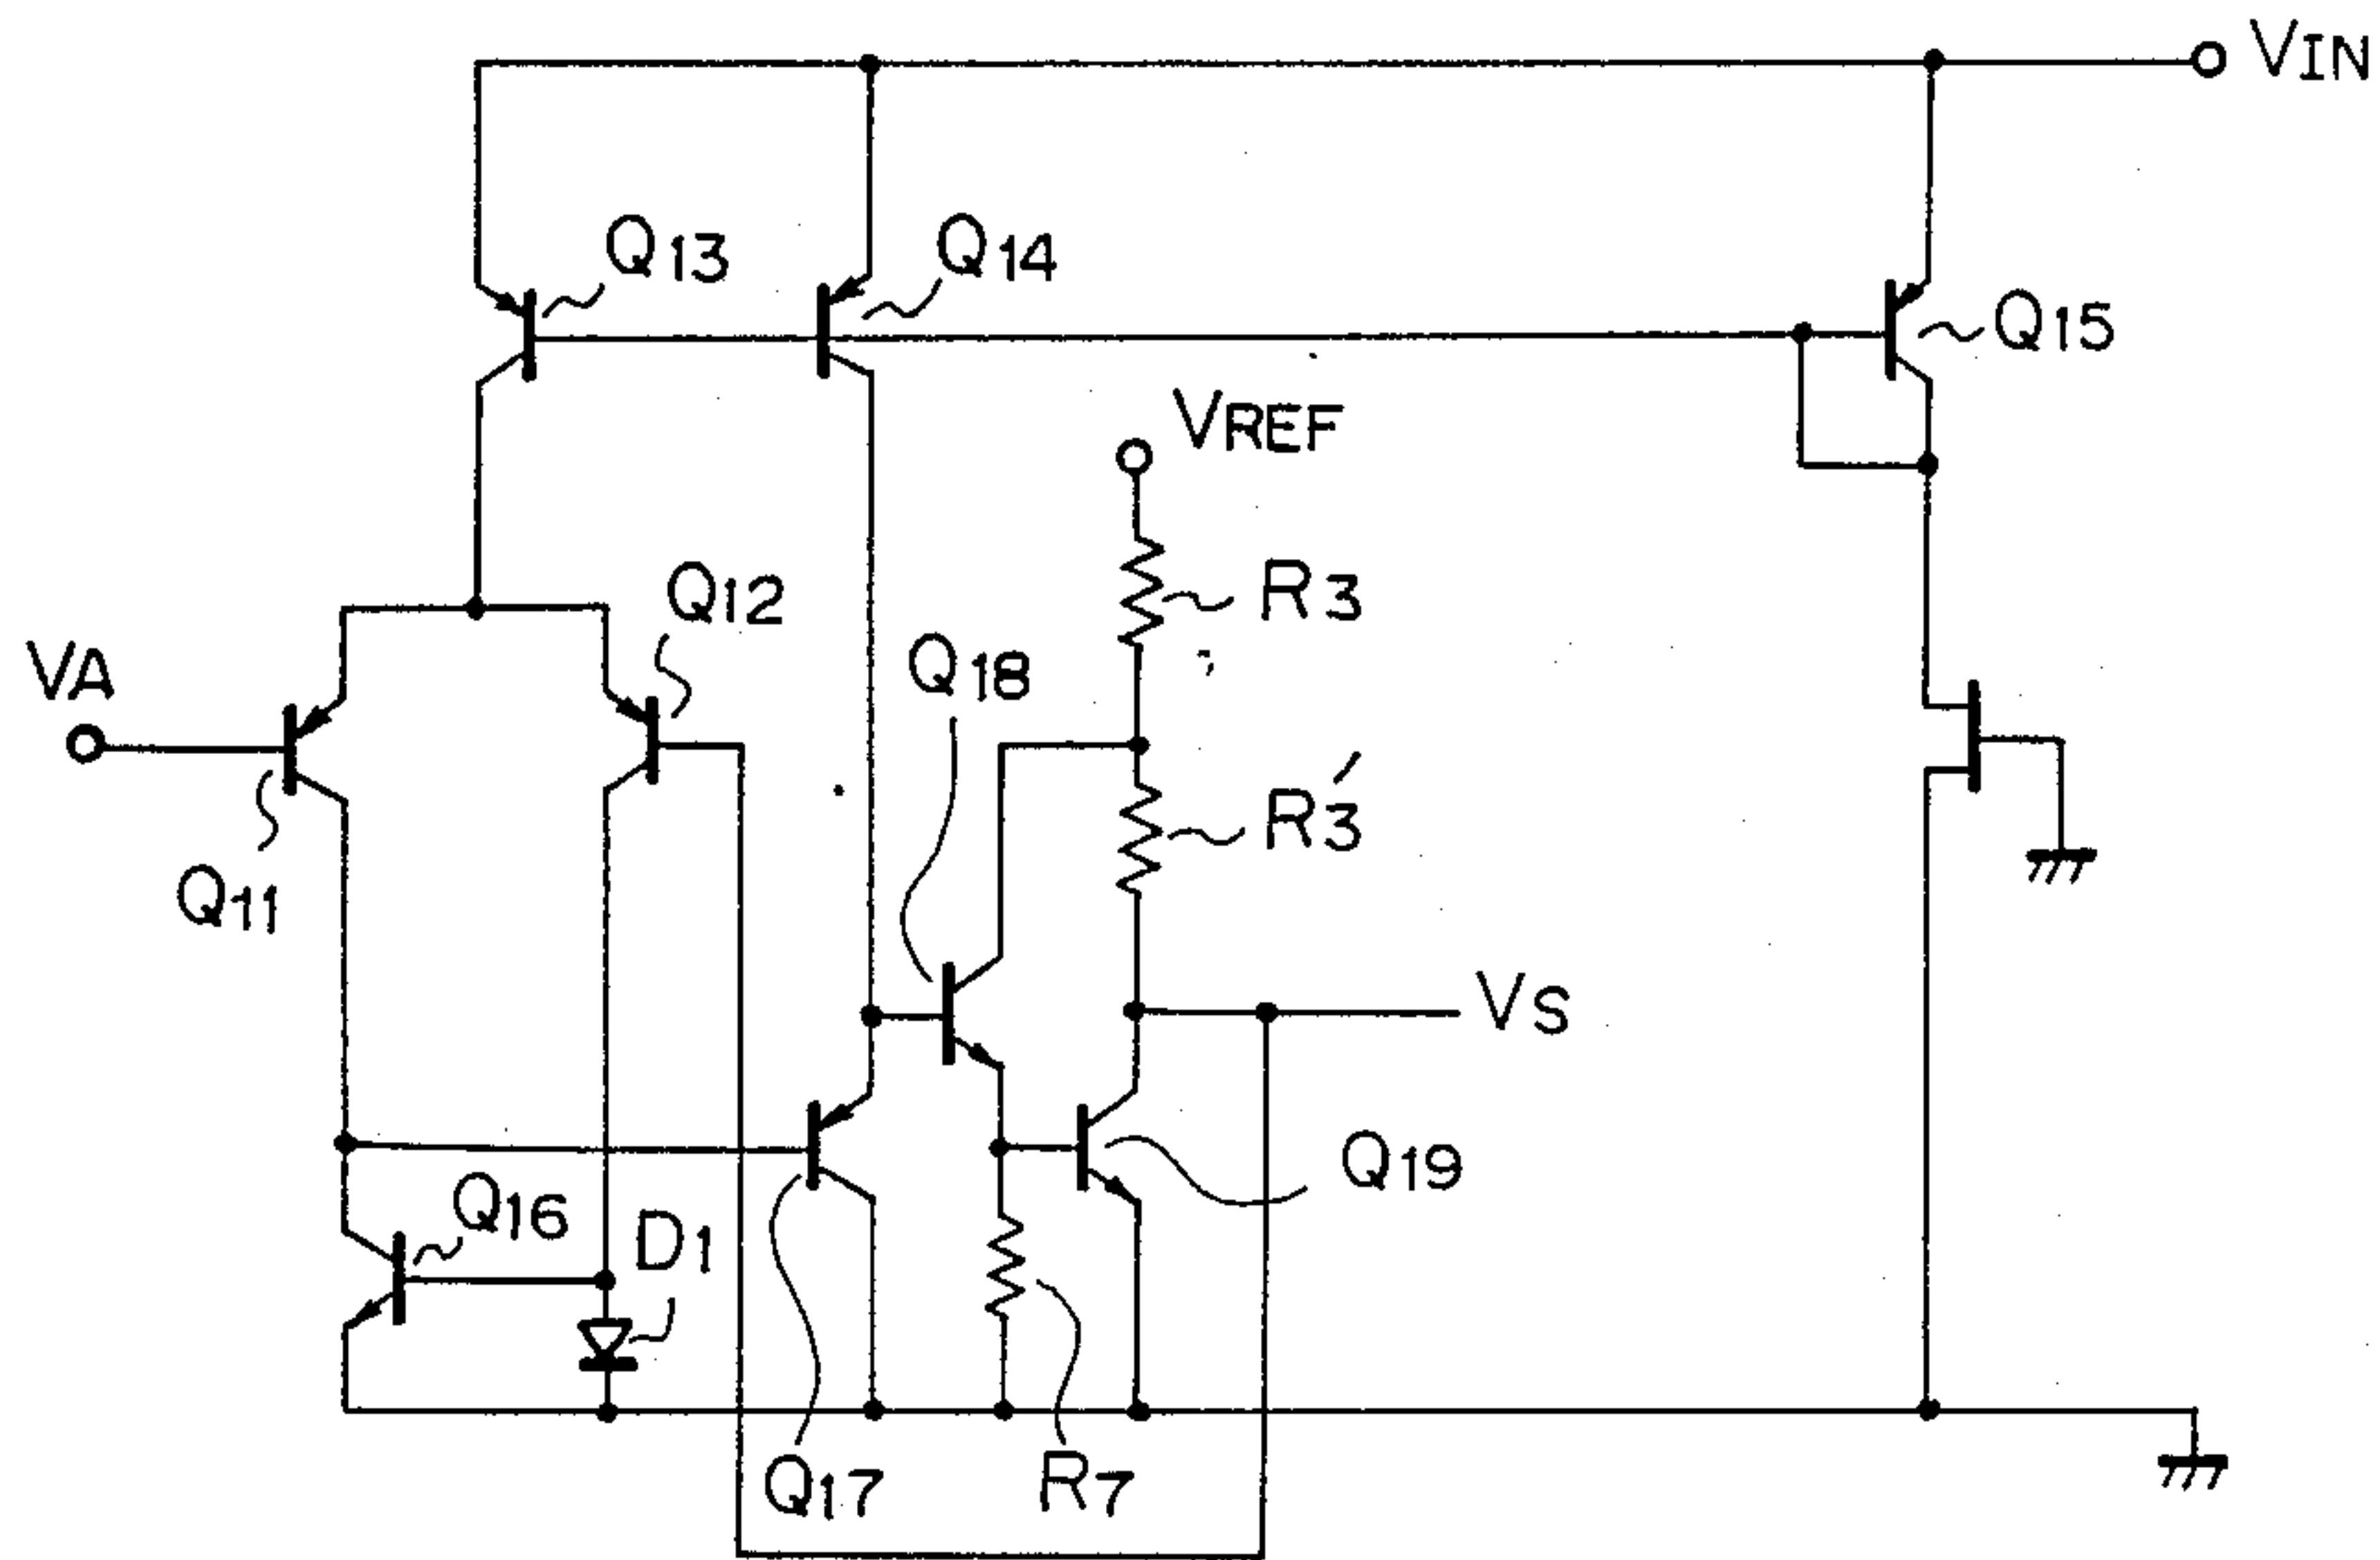 VIN
Q13
Q14
Q15
VREF
Q12
R3
VA
Q18
R3′
Q11
VS
Q19
Q16
D1
Q17
R7